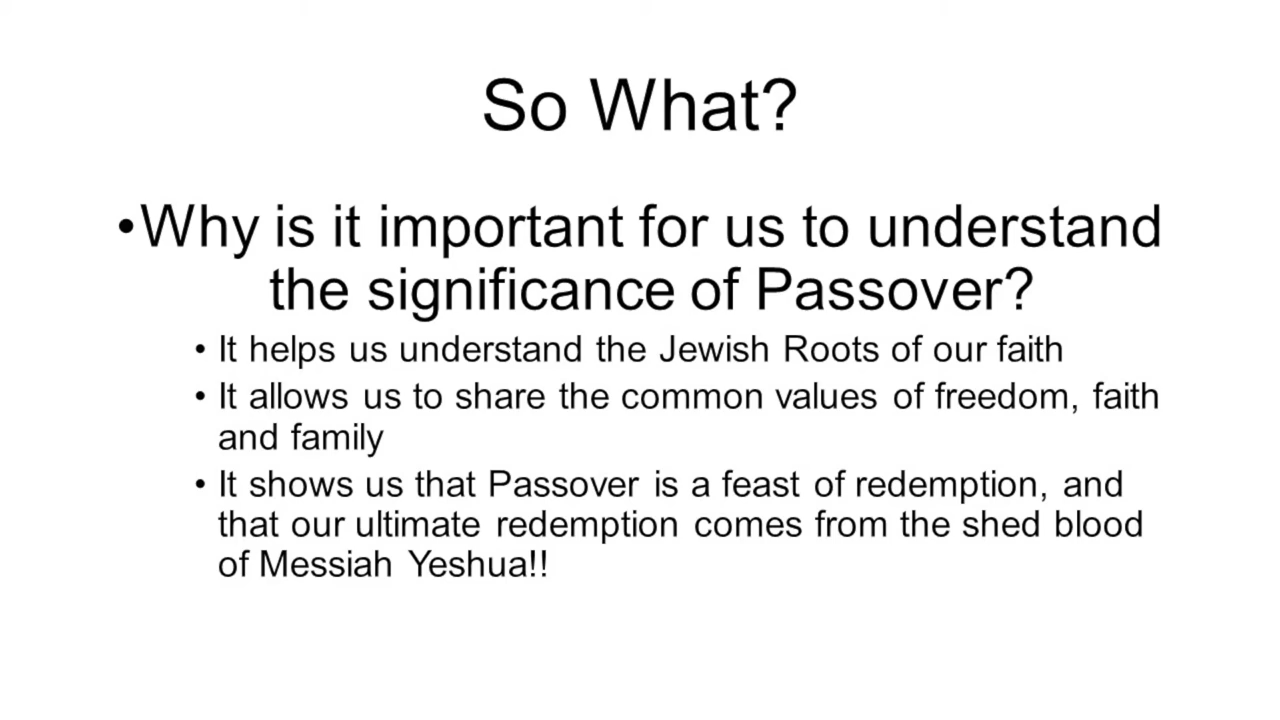 So What?
•Why is it important for us to understand
the significance of Passover?
• It helps us understand the Jewish Roots of our faith
• It allows us to share the common values of freedom, faith
and family
• It shows us that Passover is a feast of redemption, and
that our ultimate redemption comes from the shed blood
of Messiah Yeshua!!